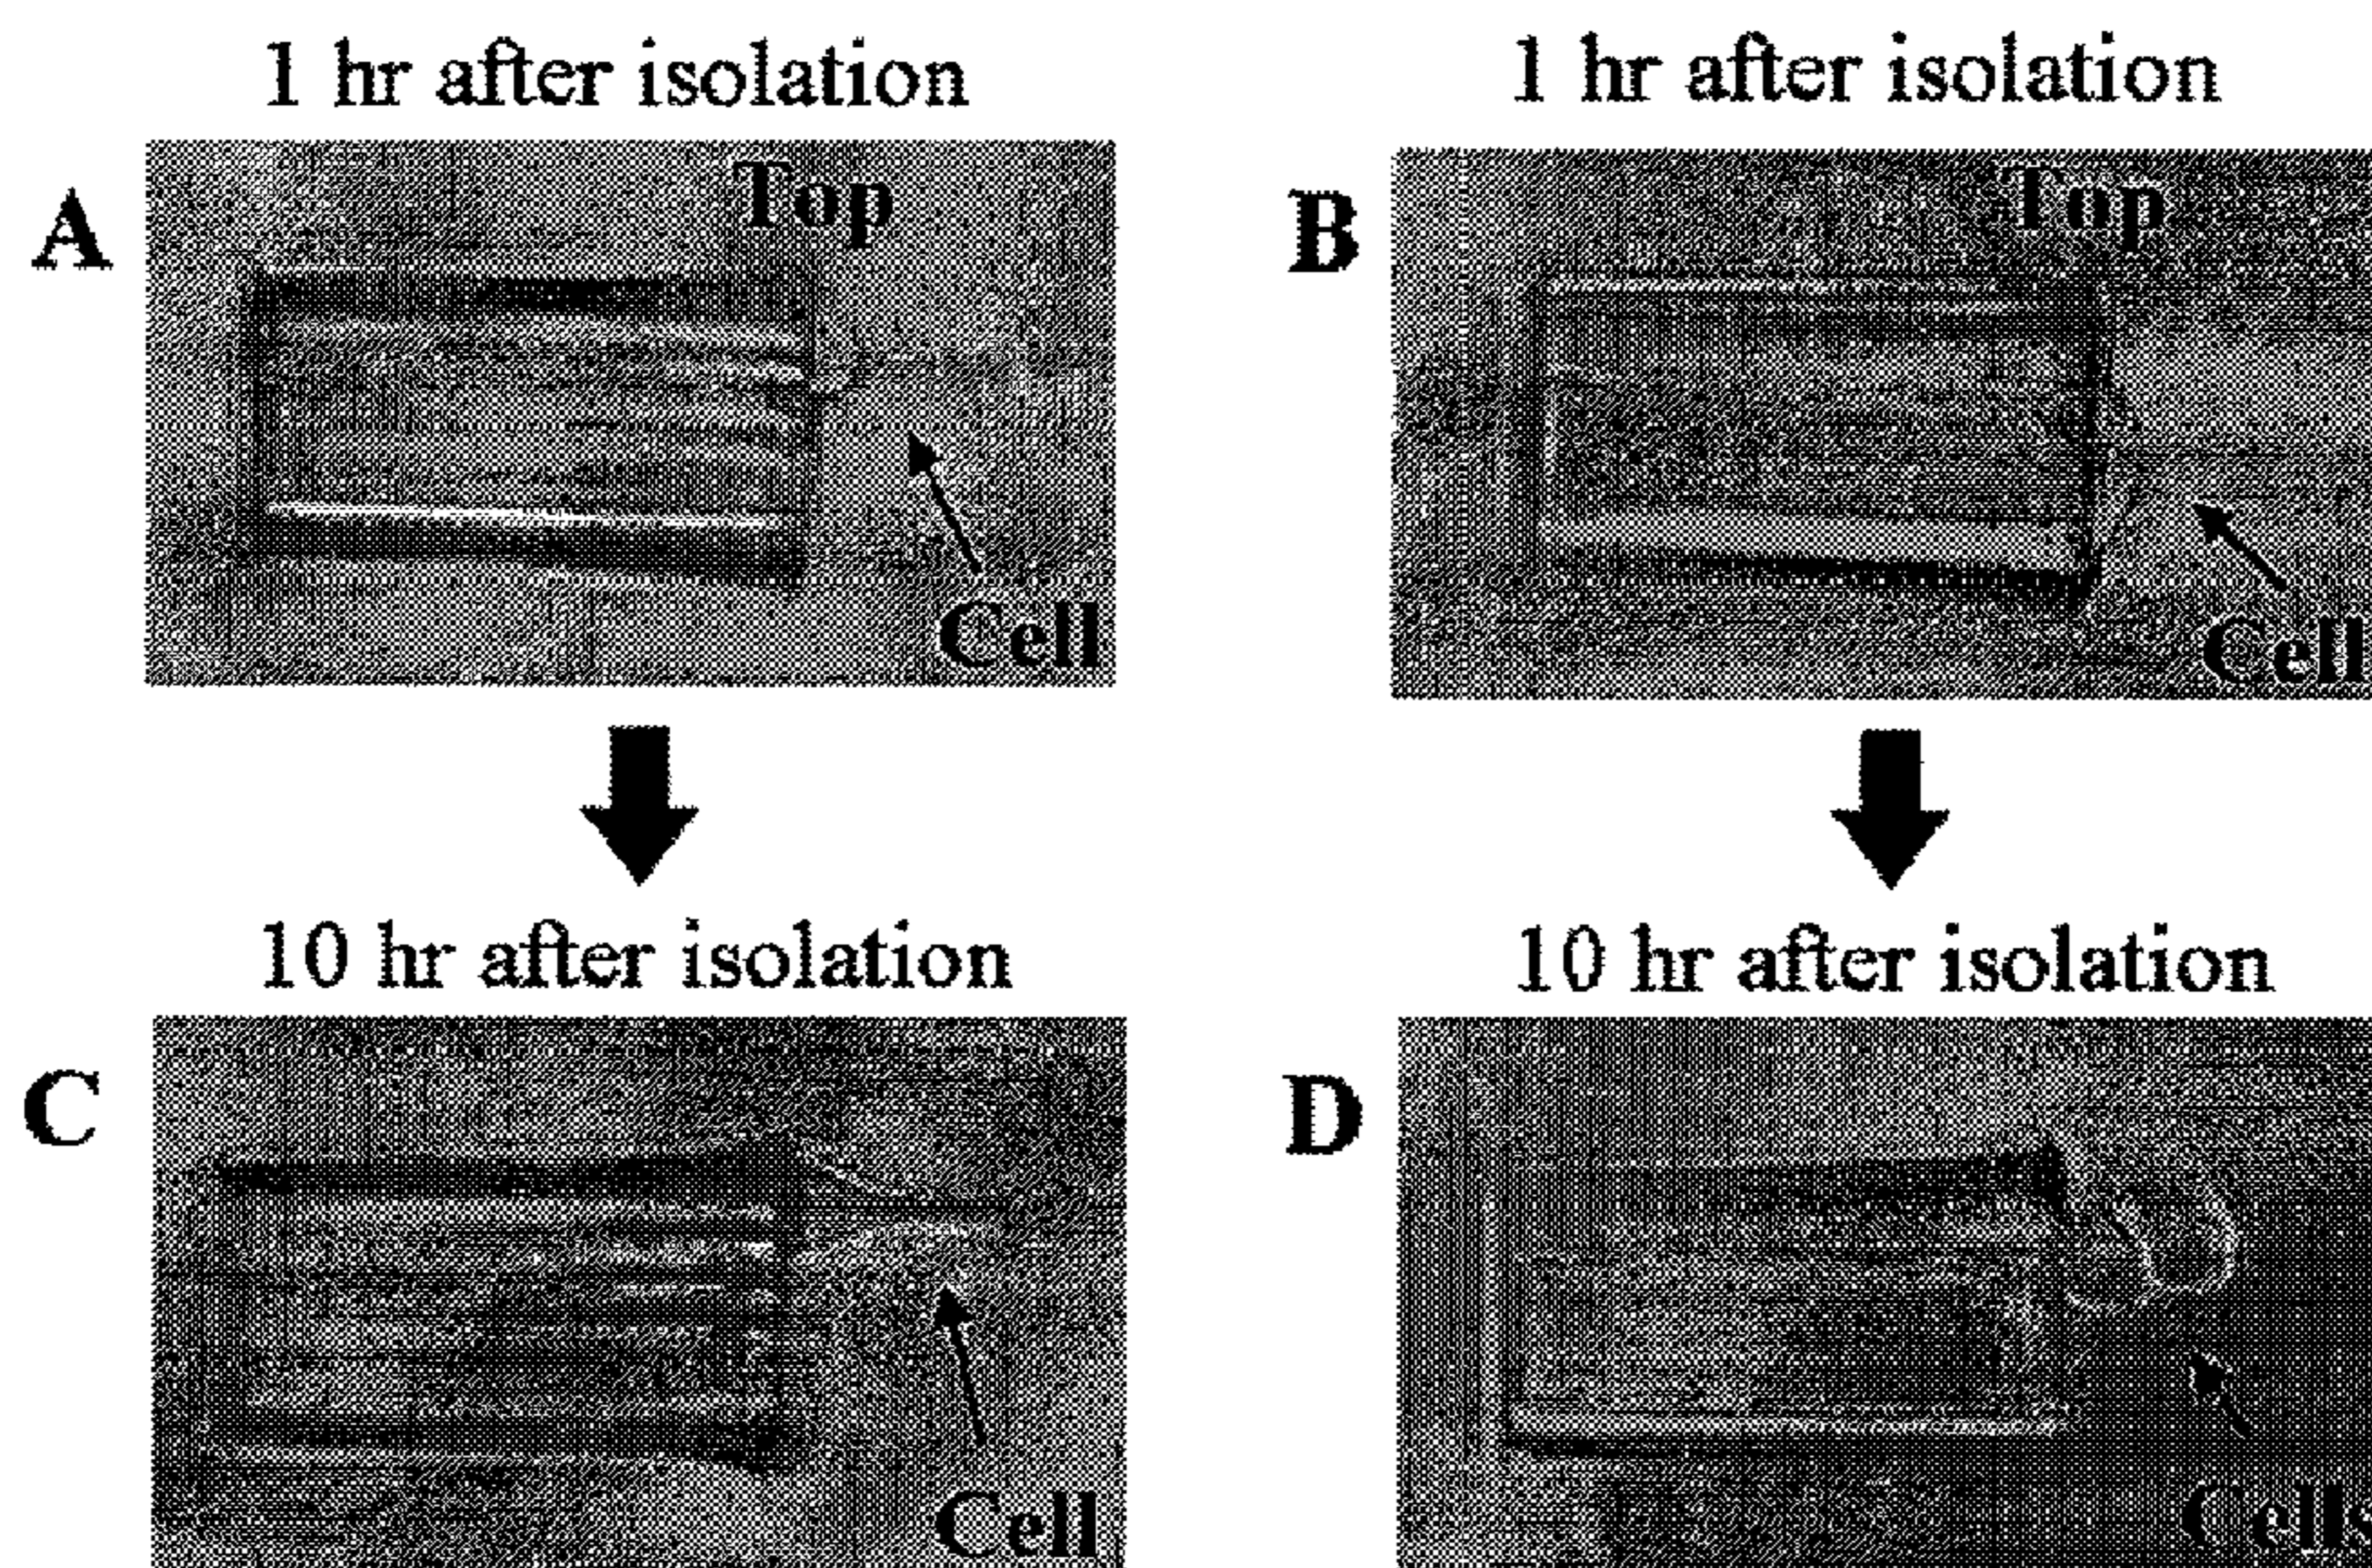 1 hr after isolation
1 hr after isolation
A
Top
Cell
B
Top
Cell
10 hr after isolation
10 hr after isolation
C
Cell
D
Cells